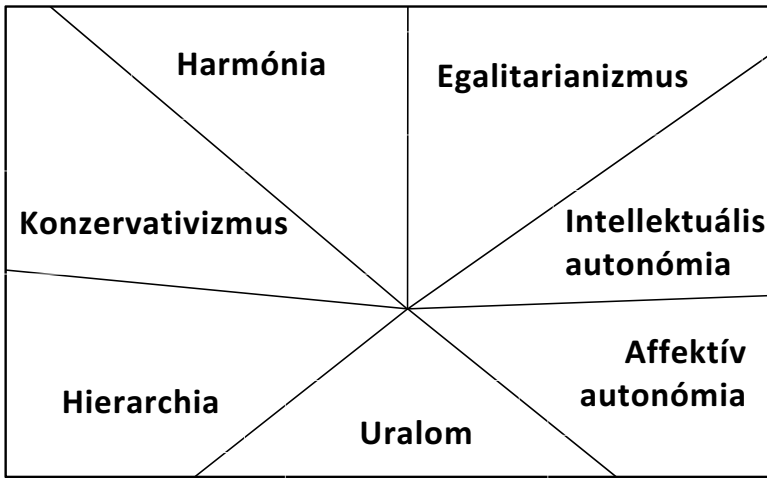 Harmónia
Egalitarianizmus
Konzervativizmus
Intellektuális
autonómia
Affektív
autonómia
Hierarchia
Uralom